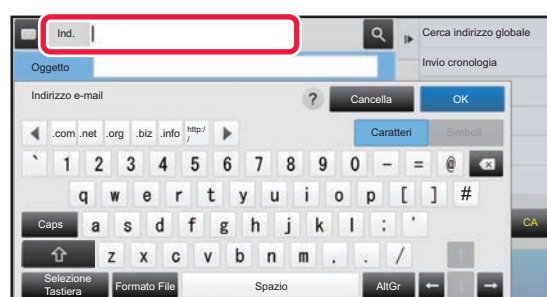 Ind.
Cerca indirizzo globale
Oggetto
Invio cronologia
Indirizzo e-mail
? Cancella OK
.com .net .org .biz .info http:/
/
Caratteri Simboli
` 1 2 3 4 5 6 7 8 9 0 - = @
q w e r t y u i o p [ ] #
Caps a s d f g h j k l ; '
CA
z x c v b n m . . /
Selezione
Tastiera
Formato File Spazio AltGr